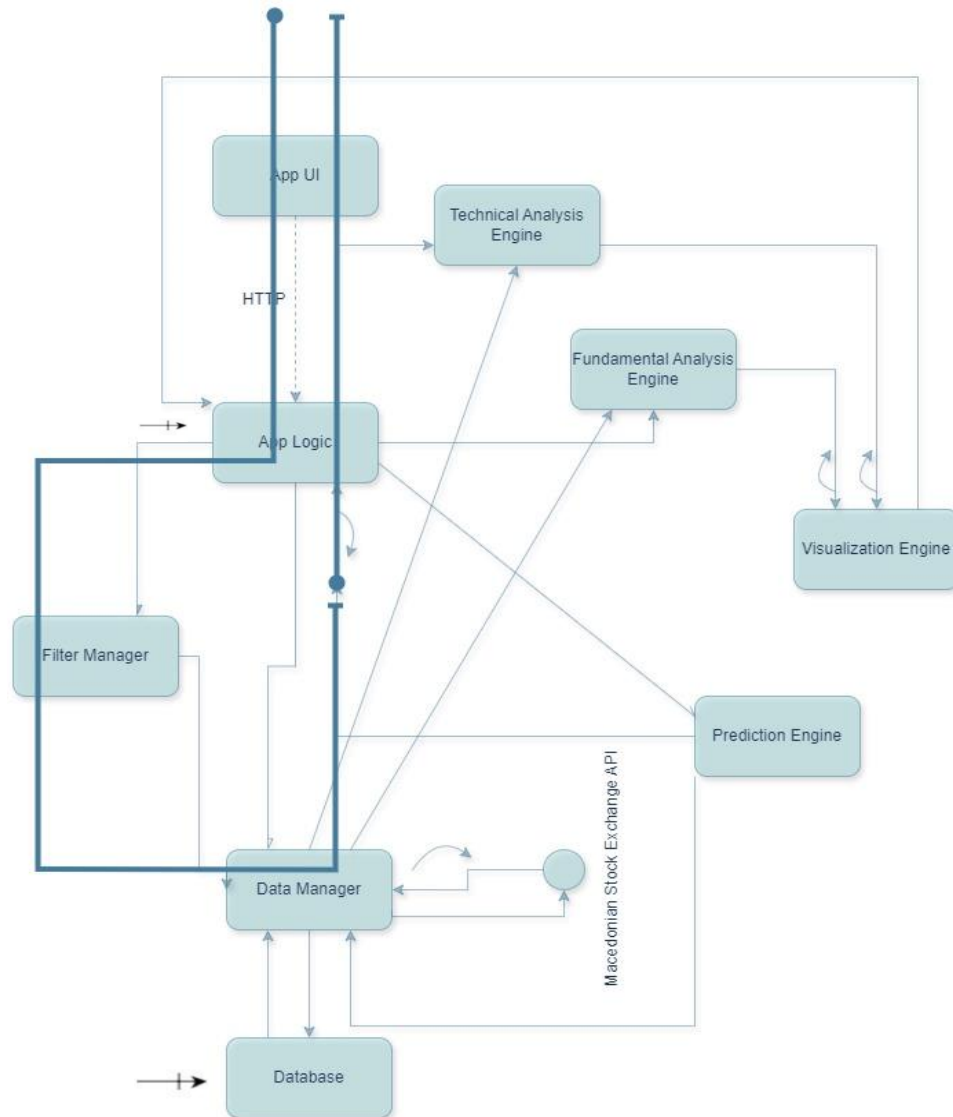 App UI
Technical Analysis
Engine
HTTP
Fundamental Analysis
Engine
App Logic
Visualization Engine
Filter Manager
Prediction Engine
Macedonian Stock Exchange API
Data Manager
Database